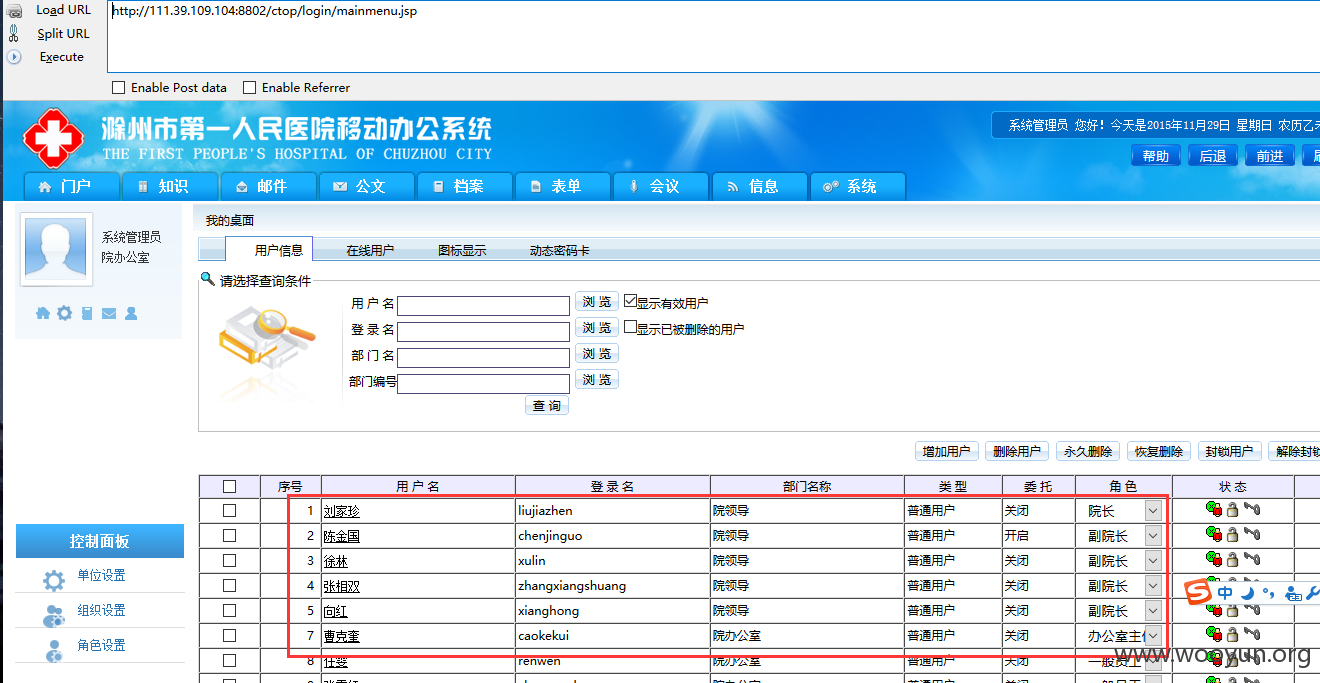 Load URL
http://111.39.109.104:8802/ctop/login/mainmenu.jsp
Split URL
Execute
Enable Post data Enable Referrer
滁州市第一人民医院移动办公系统
THE FIRST PEOPLE'S HOSPITAL OF CHUZHOU CITY
系统管理员 您好！今天是2015年11月29日 星期日 农历乙未
帮助 后退 前进
门户 知识 邮件 公文 档案 表单 会议 信息 系统
系统管理员
院办公室
我的桌面
用户信息 在线用户 图标显示 动态密码卡
请选择查询条件
用 户 名 浏 览 显示有效用户
登 录 名 浏 览 显示已被删除的用户
部 门 名 浏 览
部门编号 浏 览
查 询
增加用户 删除用户 永久删除 恢复删除 封锁用户 解除封锁
序号 用 户 名 登 录 名 部门名称 类 型 委 托 角 色 状 态
1 刘家珍 liujiazhen 院领导 普通用户 关闭 院长
2 陈金国 chenjinguo 院领导 普通用户 开启 副院长
3 徐林 xulin 院领导 普通用户 关闭 副院长
4 张相双 zhangxiangshuang 院领导 普通用户 关闭 副院长
5 向红 xianghong 院领导 普通用户 关闭 副院长
7 曹克奎 caokekui 院办公室 普通用户 关闭 办公室主
8 任雯 renwen 院办公室 普通用户 关闭 一般员工
控制面板
单位设置
组织设置
角色设置
中
www.wooyun.org